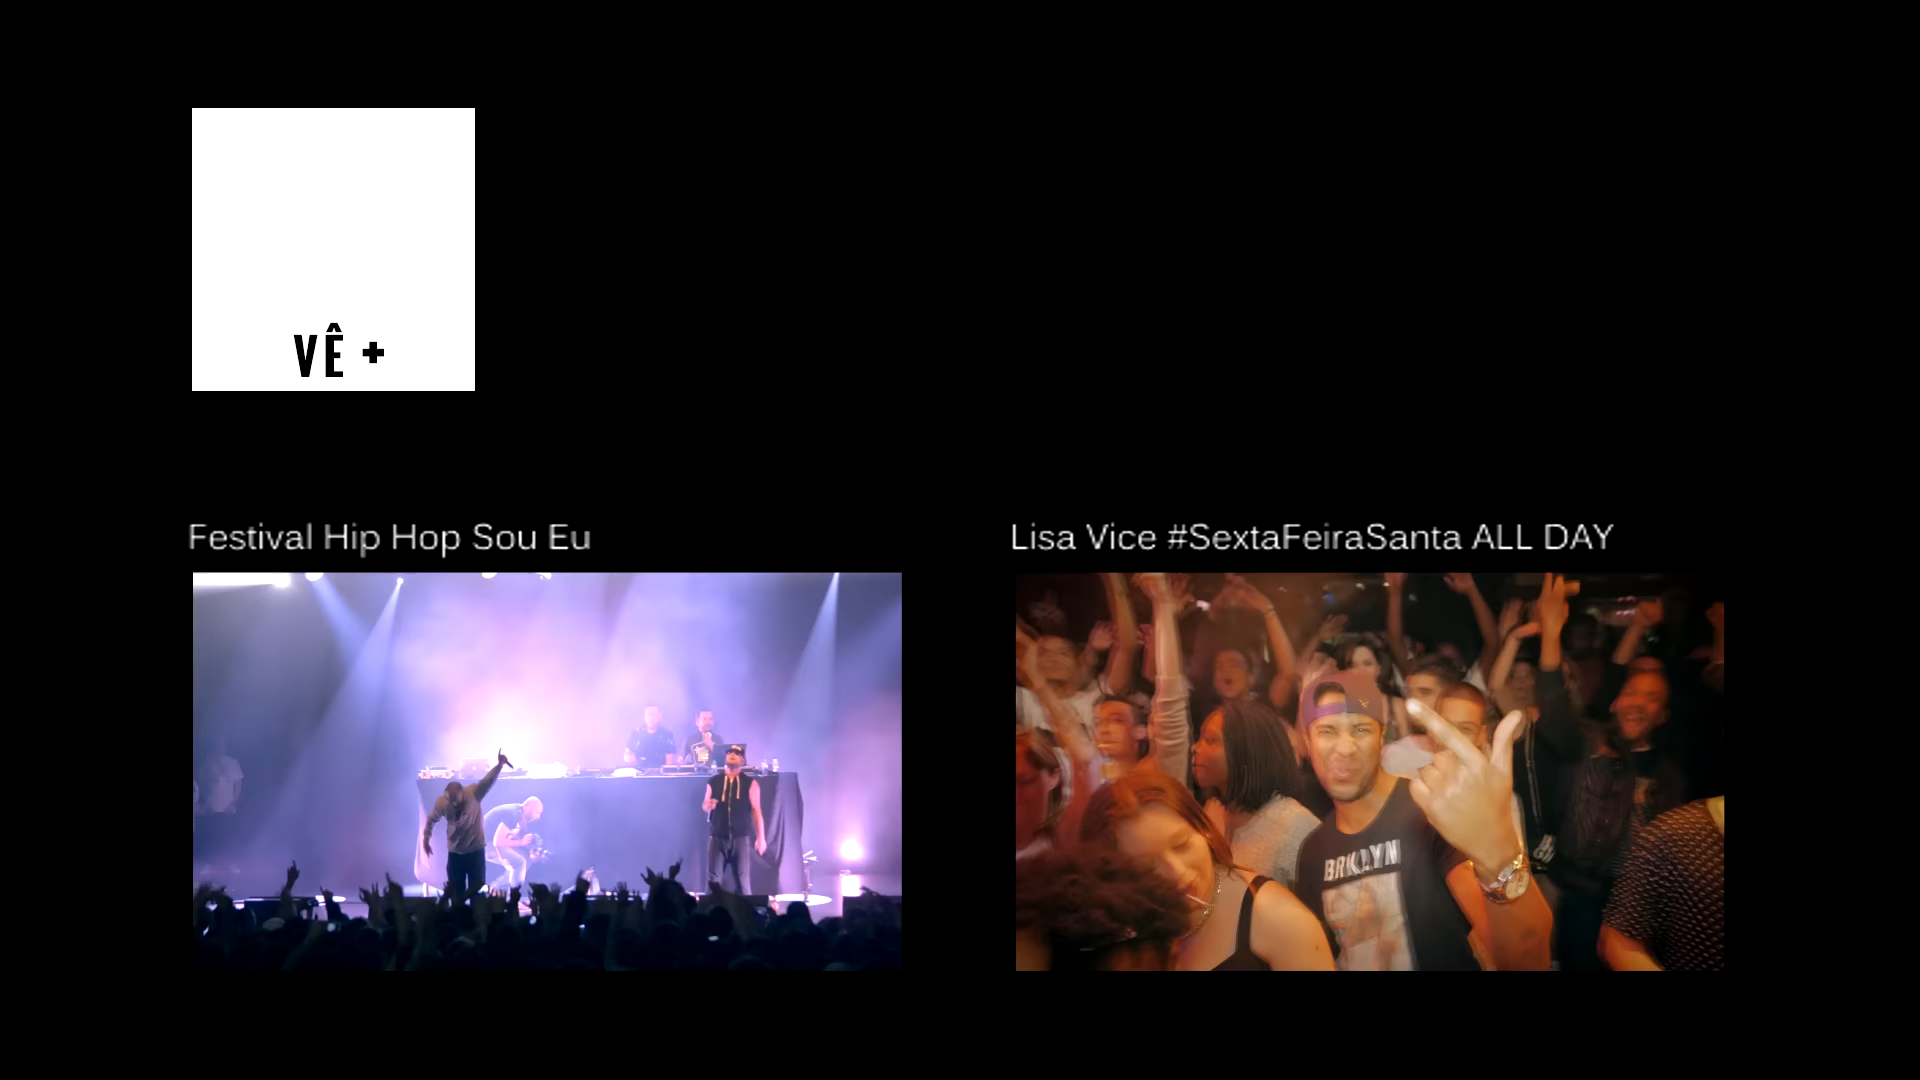 VÊ +
Festival Hip Hop Sou Eu
Lisa Vice #SextaFeiraSanta ALL DAY
BRKLYN